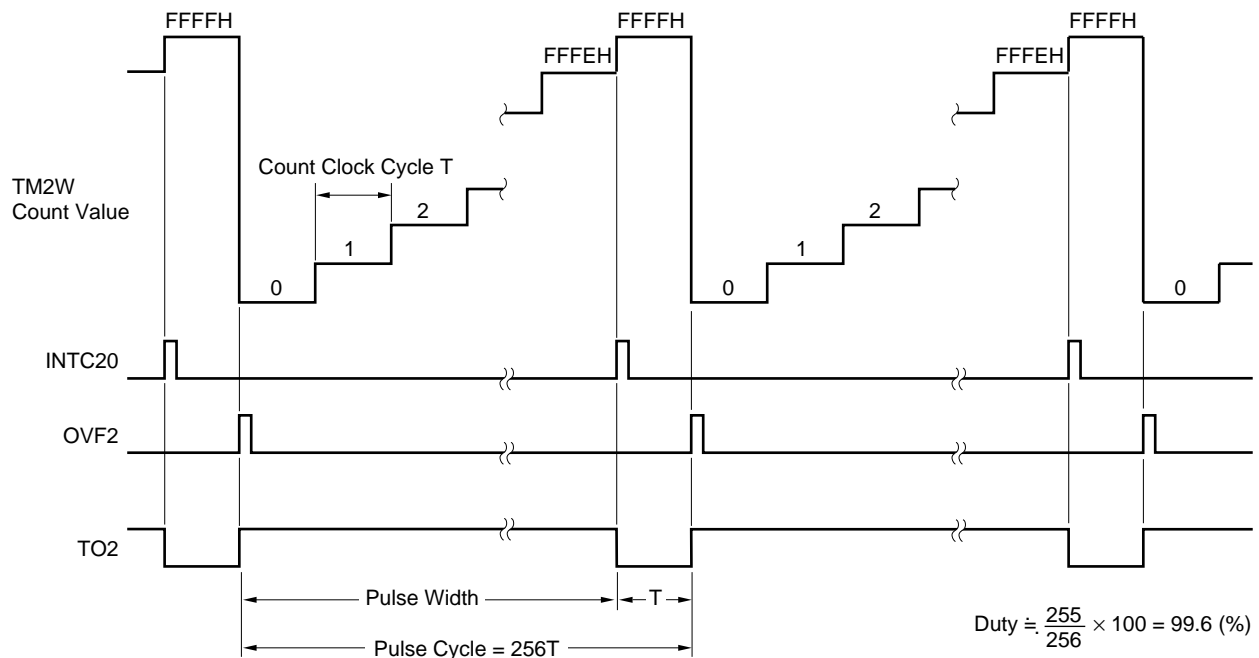 FFFFH FFFFH FFFFH
FFFEH FFFEH
Count Clock Cycle T
TM2W
Count Value
2 2
1 1
0 0 0
INTC20
OVF2
TO2
Pulse Width T
Duty ≒ 255/256 × 100 = 99.6 (%)
Pulse Cycle = 256T